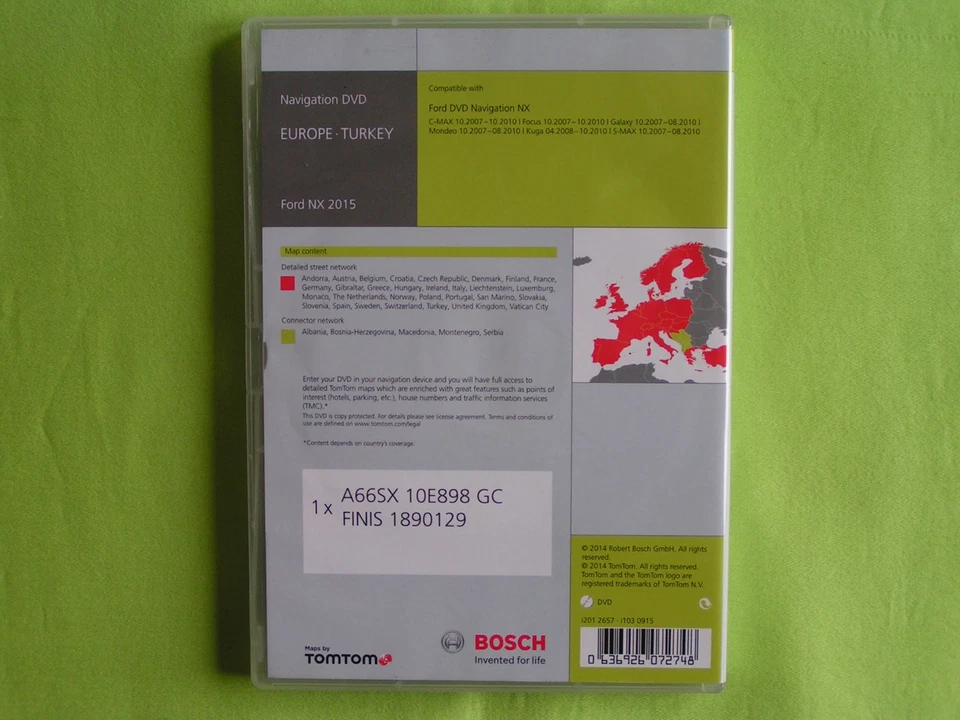 Navigation DVD
EUROPE · TURKEY
Ford NX 2015
Compatible with
Ford DVD Navigation NX
C-MAX 10.2007–10.2010 | Focus 10.2007–10.2010 | Galaxy 10.2007–08.2010 |
Mondeo 10.2007–08.2010 | Kuga 04.2008–10.2010 | S-MAX 10.2007–08.2010
Map content
Detailed street network
Andorra, Austria, Belgium, Croatia, Czech Republic, Denmark, Finland, France,
Germany, Gibraltar, Greece, Hungary, Ireland, Italy, Liechtenstein, Luxemburg,
Monaco, The Netherlands, Norway, Poland, Portugal, San Marino, Slovakia,
Slovenia, Spain, Sweden, Switzerland, Turkey, United Kingdom, Vatican City
Connector network
Albania, Bosnia-Herzegovina, Macedonia, Montenegro, Serbia
Enter your DVD in your navigation device and you will have full access to
detailed TomTom maps which are enriched with great features such as points of
interest (hotels, parking, etc.), house numbers and traffic information services
(TMC).*
This DVD is copy protected. For details please see license agreement. Terms and conditions of
use are defined on www.tomtom.com/legal
*Content depends on country's coverage.
1 x
A66SX 10E898 GC
FINIS 1890129
Maps by
TOMTOM
BOSCH
Invented for life
© 2014 Robert Bosch GmbH. All rights
reserved.
© 2014 TomTom. All rights reserved.
TomTom and the TomTom logo are
registered trademarks of TomTom N.V.
DVD
i201 2657 · i103 0915
0 636926 072748